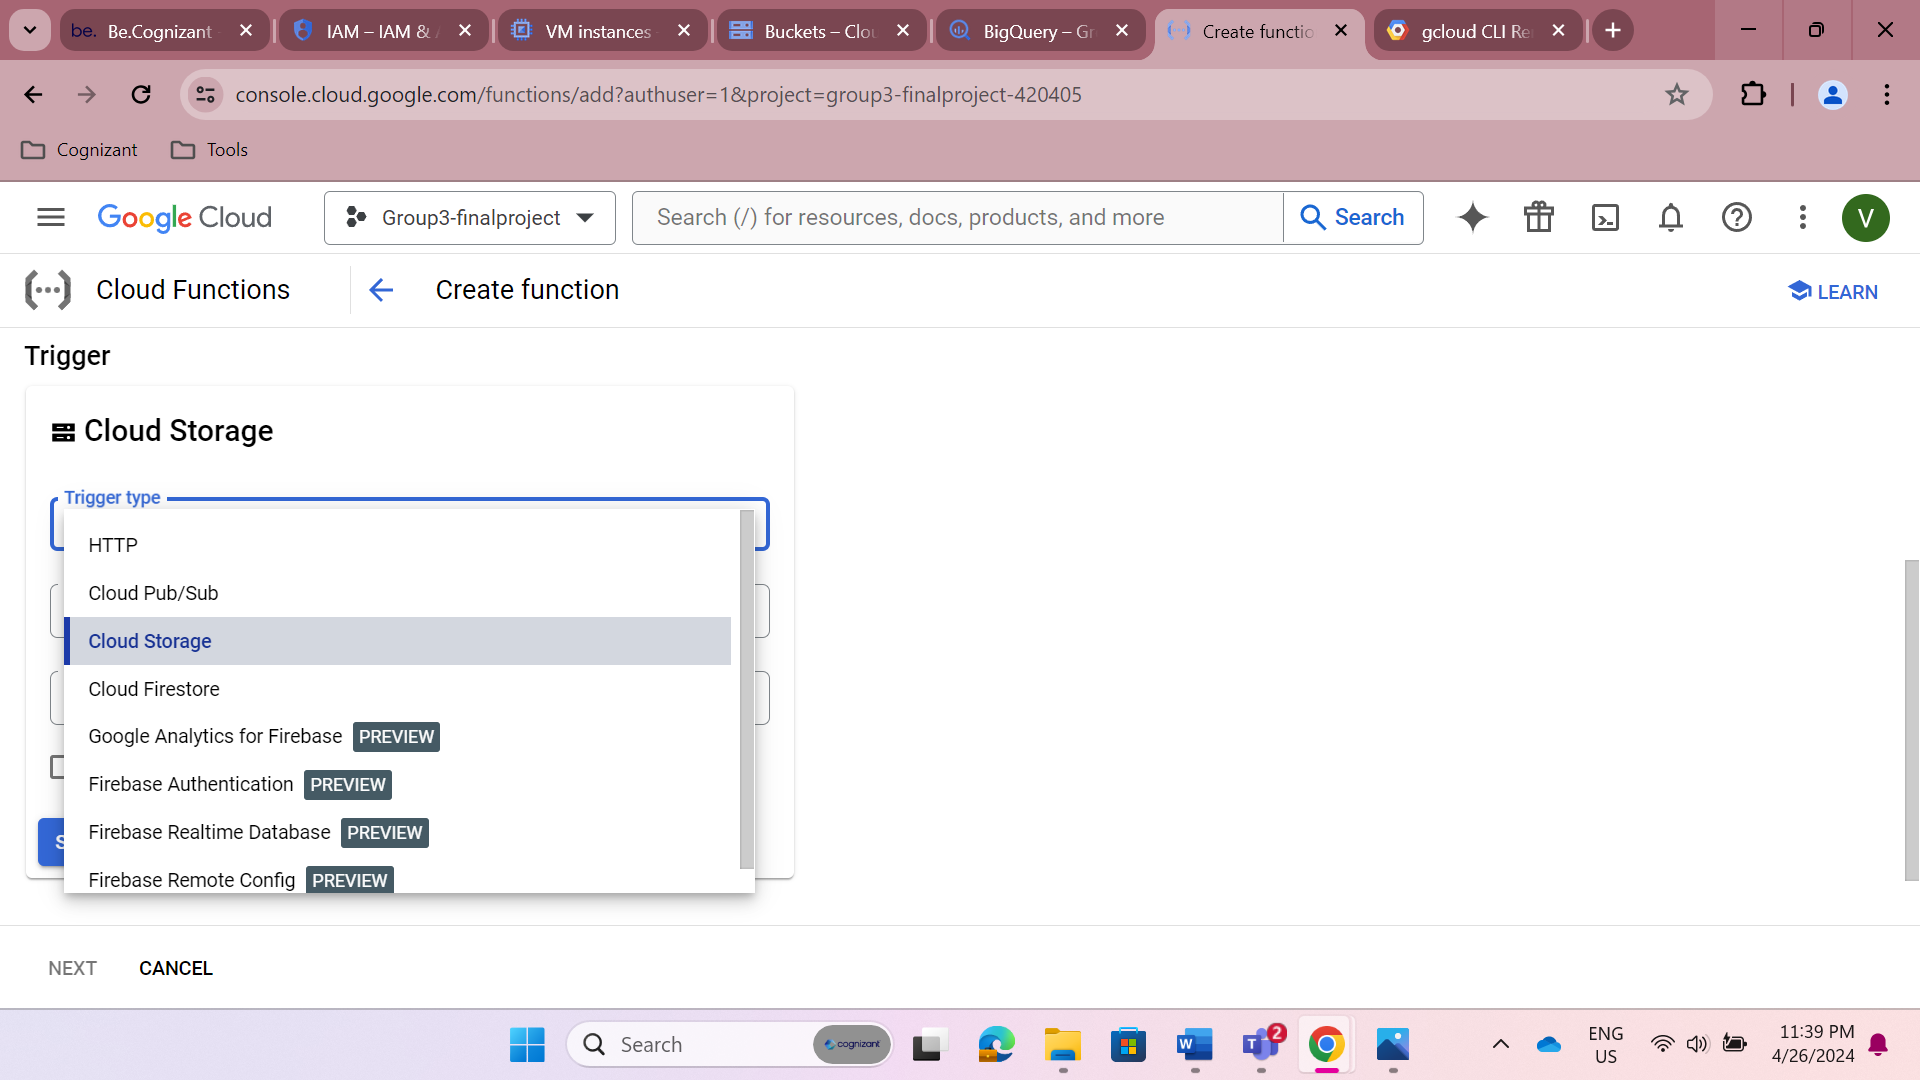 be. Be.Cognizant
IAM – IAM & A
VM instances
Buckets – Clou
BigQuery – Gr
Create functio
gcloud CLI Re
console.cloud.google.com/functions/add?authuser=1&project=group3-finalproject-420405
Cognizant
Tools
Google Cloud
Group3-finalproject
Search (/) for resources, docs, products, and more
Search
V
Cloud Functions
Create function
LEARN
Trigger
Cloud Storage
Trigger type
HTTP
Cloud Pub/Sub
Cloud Storage
Cloud Firestore
Google Analytics for Firebase PREVIEW
Firebase Authentication PREVIEW
Firebase Realtime Database PREVIEW
S
Firebase Remote Config PREVIEW
NEXT
CANCEL
Search
cognizant
2
ENG
US
11:39 PM
4/26/2024